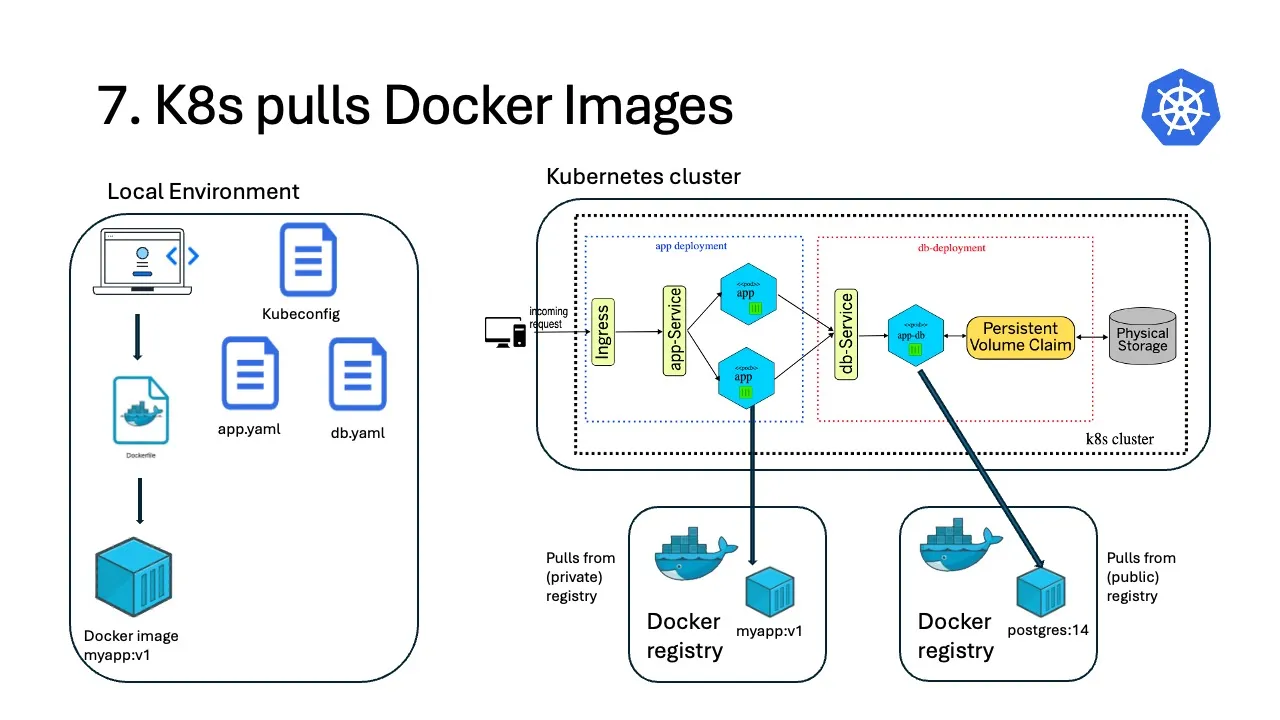 7. K8s pulls Docker Images
Local Environment
Kubeconfig
app.yaml
db.yaml
Dockerfile
Docker image
myapp:v1
Kubernetes cluster
incoming
request
Ingress
app deployment
app-Service
<<pod>>
app
<<pod>>
app
db-deployment
db-Service
<<pod>>
app-db
Persistent
Volume Claim
Physical
Storage
k8s cluster
Pulls from
(private)
registry
Docker
registry
myapp:v1
Docker
registry
postgres:14
Pulls from
(public)
registry